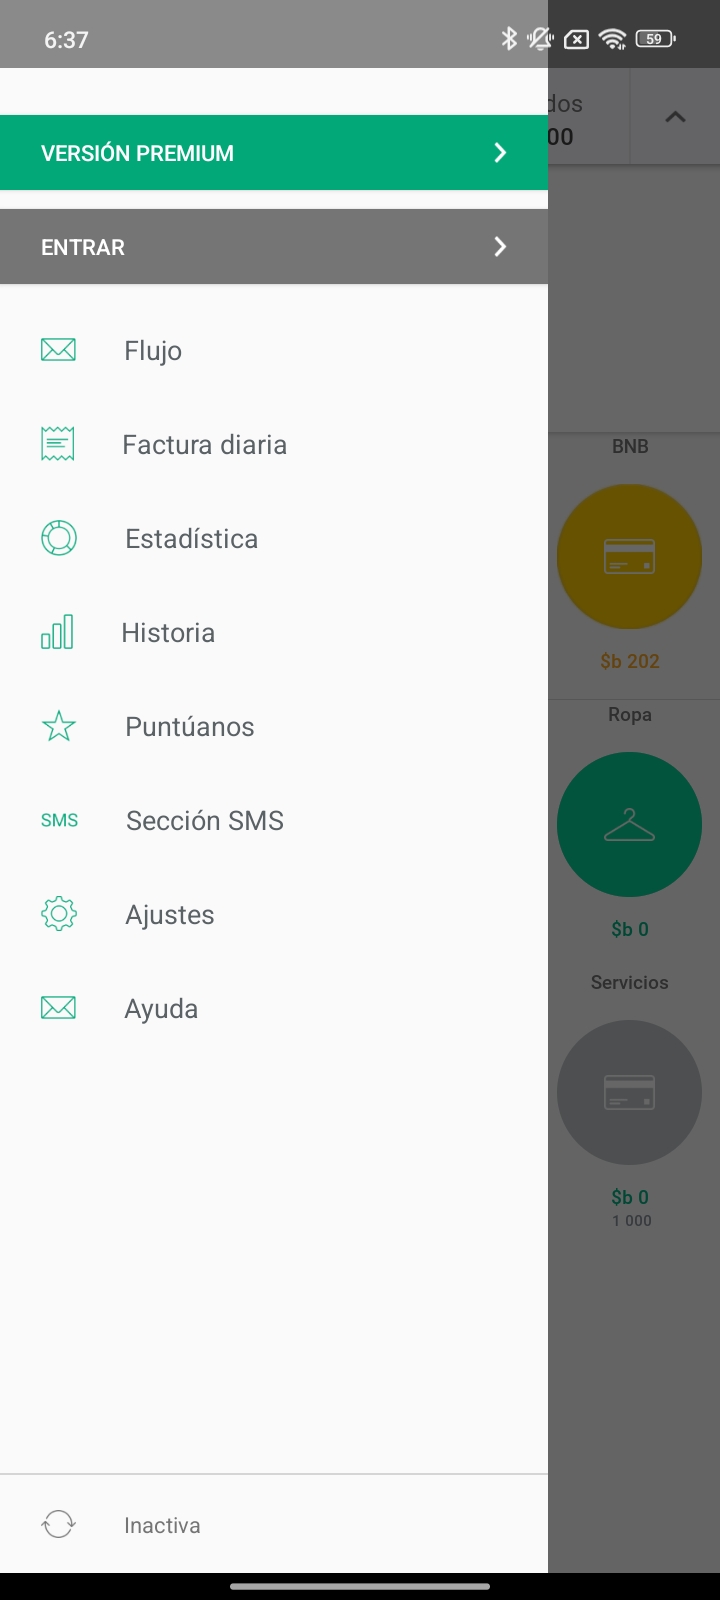 6:37
59
dos
00
VERSIÓN PREMIUM
ENTRAR
Flujo
Factura diaria
Estadística
Historia
Puntúanos
SMS
Sección SMS
Ajustes
Ayuda
BNB
$b 202
Ropa
$b 0
Servicios
$b 0
1 000
Inactiva